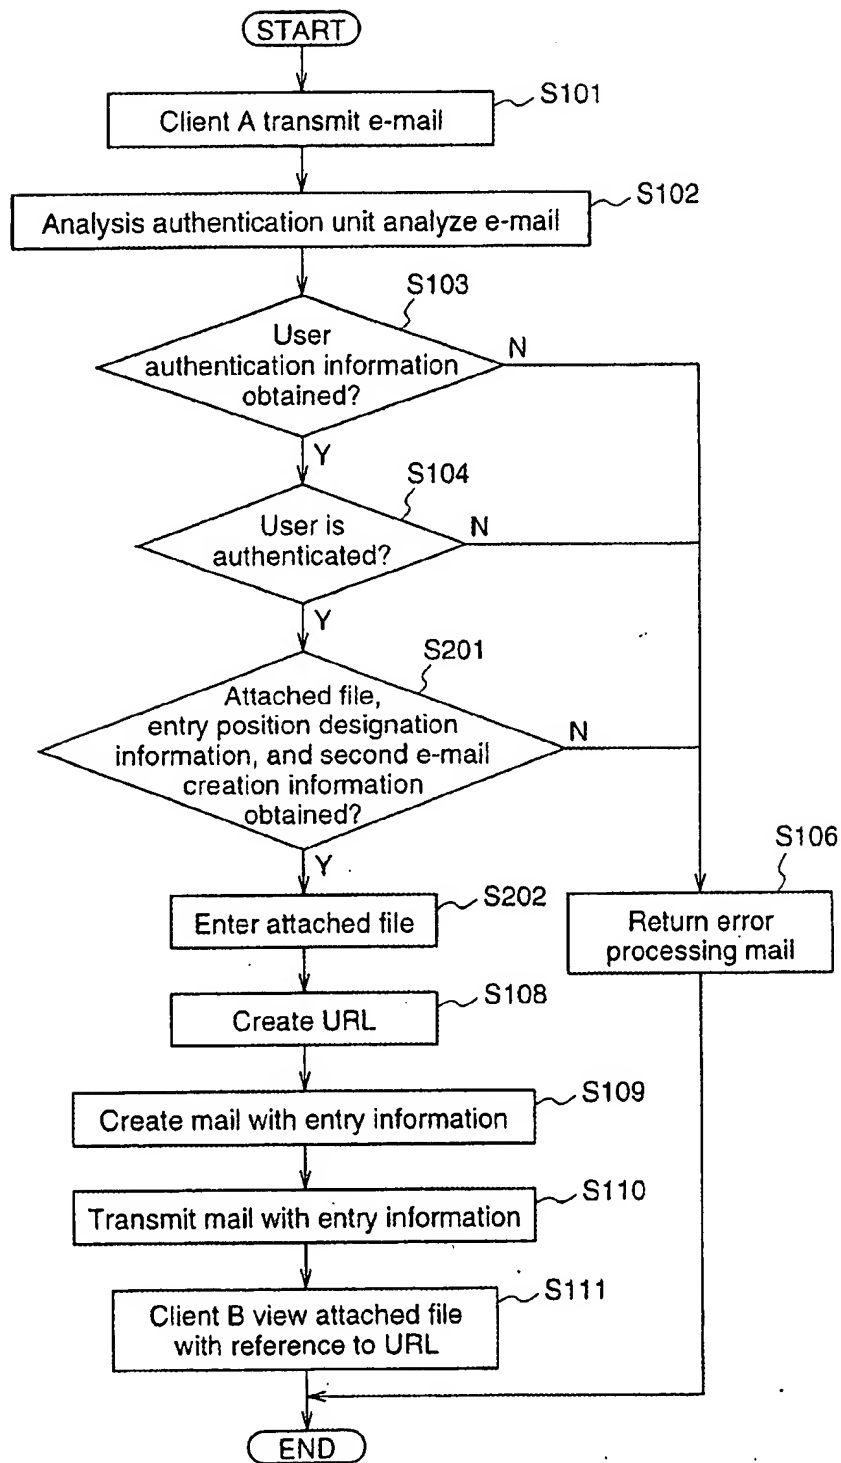 START
S101
Client A transmit e-mail
S102
Analysis authentication unit analyze e-mail
S103
User
authentication information
obtained?
N
Y
S104
User is
authenticated?
N
Y
S201
Attached file,
entry position designation
information, and second e-mail
creation information
obtained?
N
Y
S106
Return error
processing mail
S202
Enter attached file
S108
Create URL
S109
Create mail with entry information
S110
Transmit mail with entry information
S111
Client B view attached file
with reference to URL
END